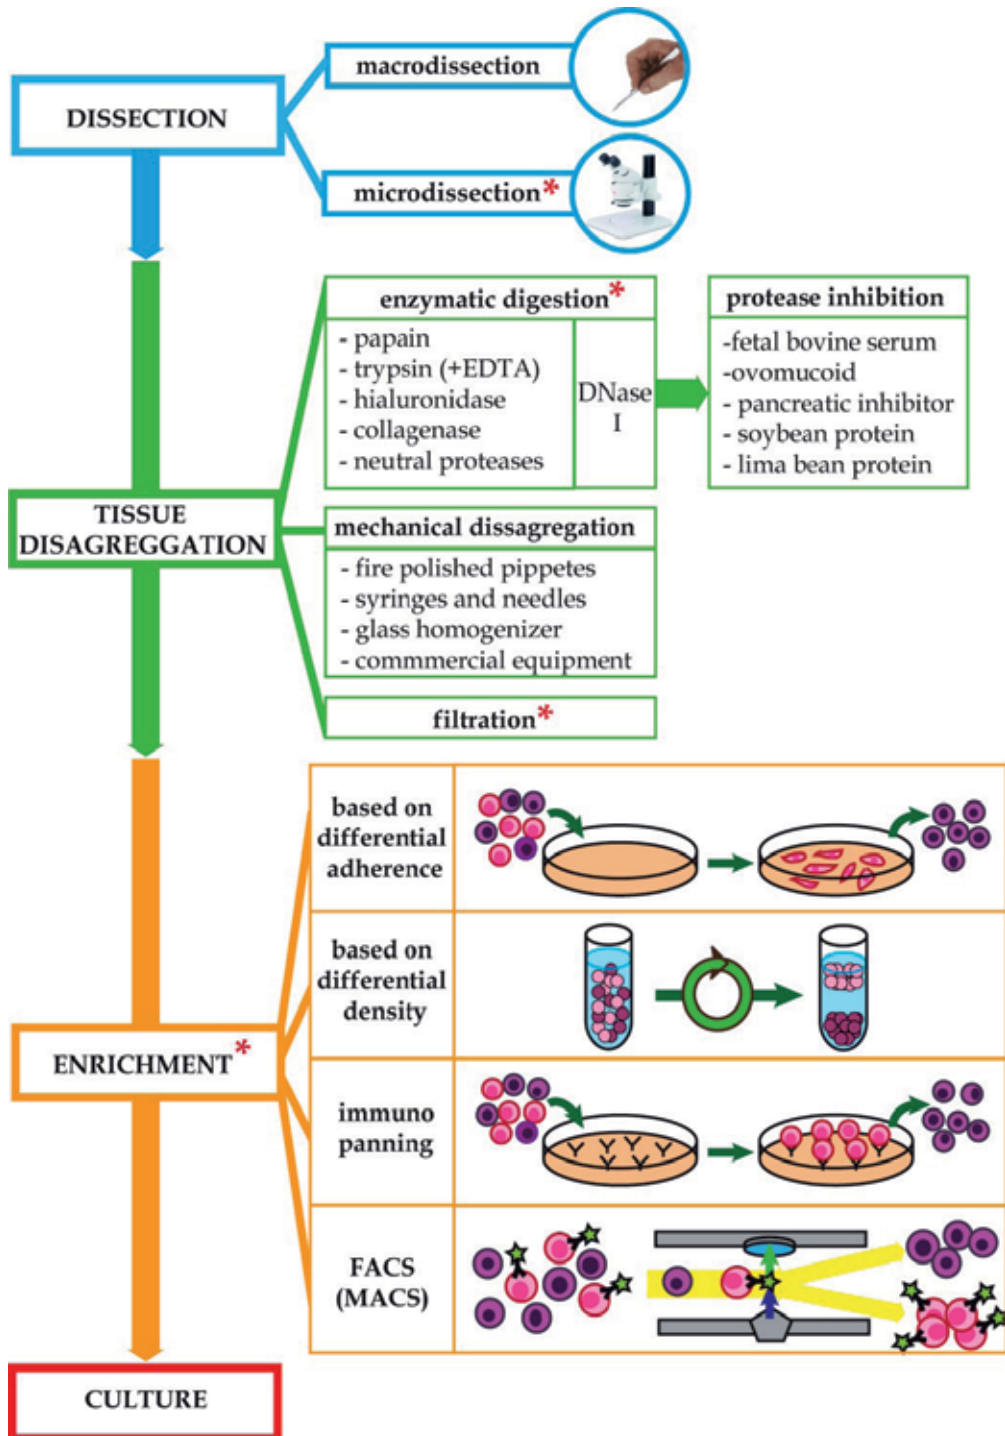 macrodissection
DISSECTION
microdissection*
enzymatic digestion*
- papain
- trypsin (+EDTA)
- hialuronidase
- collagenase
- neutral proteases
DNase
I
protease inhibition
-fetal bovine serum
-ovomucoid
- pancreatic inhibitor
- soybean protein
- lima bean protein
TISSUE
DISAGREGGATION
mechanical dissagregation
- fire polished pippetes
- syringes and needles
- glass homogenizer
- commmercial equipment
filtration*
based on
differential
adherence
based on
differential
density
ENRICHMENT*
immuno
panning
FACS
(MACS)
CULTURE